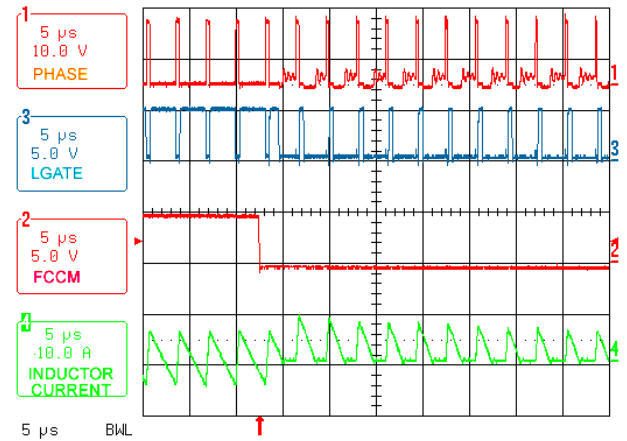 1
5 µs
10.0 V
PHASE
1
3
5 µs
5.0 V
LGATE
3
2
5 µs
5.0 V
FCCM
2
4
5 µs
10.0 A
INDUCTOR
CURRENT
4
5 µs BWL